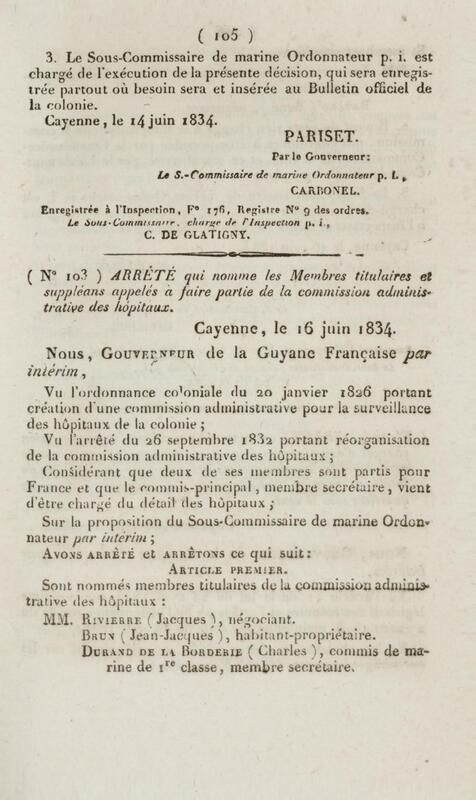 ( 105 )
3. Le Sous-Commissaire de marine Ordonnateur p. i. est
chargé de l'exécution de la présente décision, qui sera enregis-
trée partout où besoin sera et insérée au Bulletin officiel de
la colonie.
Cayenne, le 14 juin 1834.
PARISET.
Par le Gouverneur:
Le S.-Commissaire de marine Ordonnateur p. i.,
CARBONEL.
Enregistrée à l'Inspection, Fº 176, Registre Nº 9 des ordres.
Le Sous-Commissaire, chargé de l'Inspection p. i.,
C. DE GLATIGNY.
( Nº 103 ) ARRÊTÉ qui nomme les Membres titulaires et
suppléans appelés à faire partie de la commission adminis-
trative des hôpitaux.
Cayenne, le 16 juin 1834.
Nous, GOUVERNEUR de la Guyane Française par
intérim,
Vu l'ordonnance coloniale du 20 janvier 1826 portant
création d'une commission administrative pour la surveillance
des hôpitaux de la colonie;
Vu l'arrêté du 26 septembre 1832 portant réorganisation
de la commission administrative des hôpitaux;
Considérant que deux de ses membres sont partis pour
France et que le commis-principal, membre secrétaire, vient
d'être chargé du détail des hôpitaux;
Sur la proposition du Sous-Commissaire de marine Ordon-
nateur par intérim;
AVONS ARRÊTÉ et ARRÊTONS ce qui suit:
ARTICLE PREMIER.
Sont nommés membres titulaires de la commission adminis-
trative des hôpitaux :
MM. RIVIERRE ( Jacques ), négociant.
BRUN ( Jean-Jacques ), habitant-propriétaire.
DURAND DE LA BORDERIE ( Charles ), commis de ma-
rine de 1re classe, membre secrétaire.